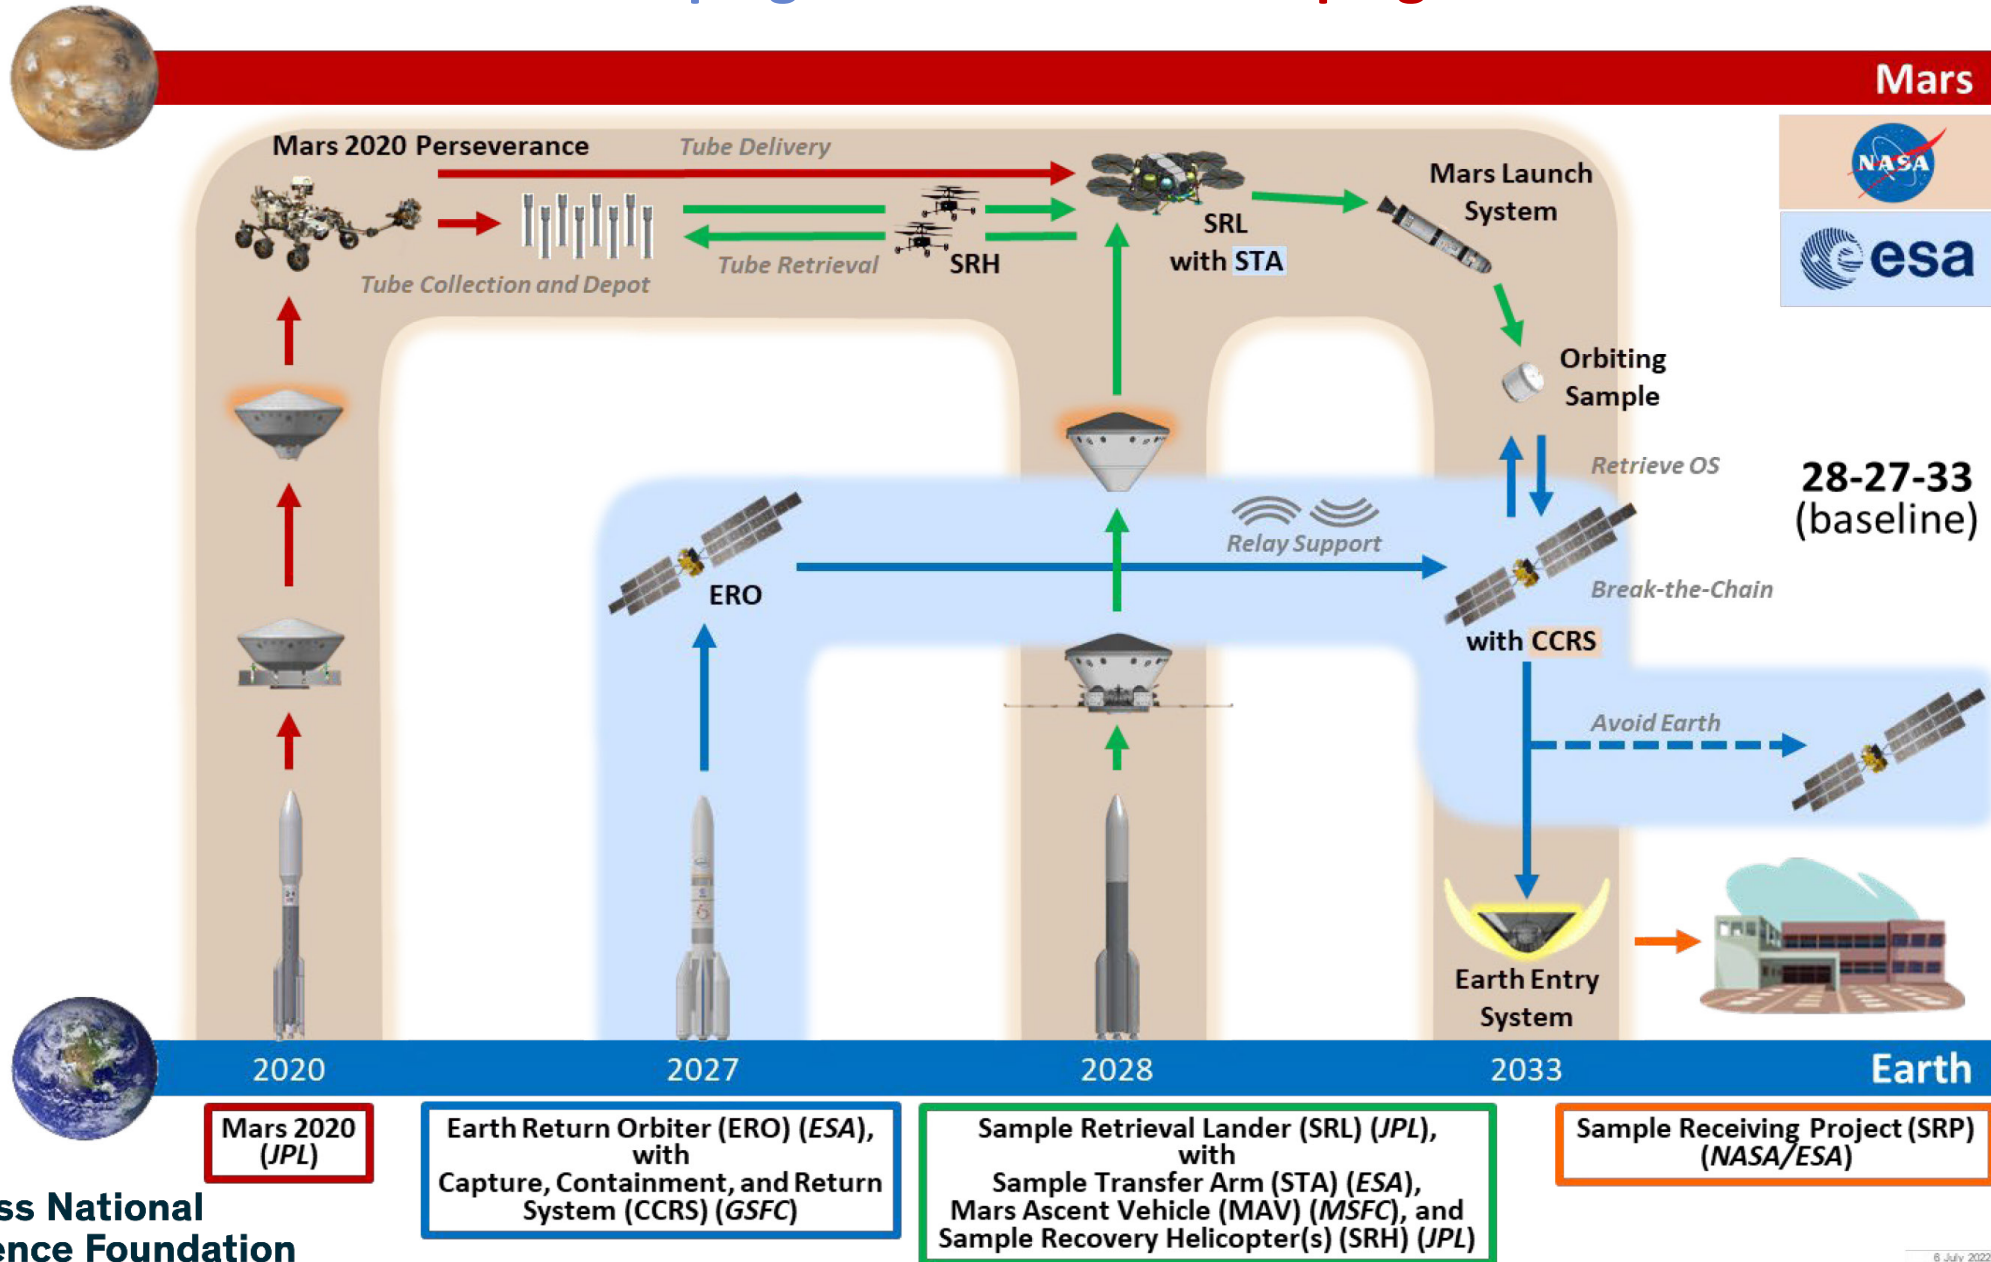 Mars
NASA
esa
Mars 2020 Perseverance
Tube Delivery
Tube Collection and Depot
Tube Retrieval
SRH
SRL
with STA
Mars Launch
System
Orbiting
Sample
Retrieve OS
28-27-33
(baseline)
Relay Support
ERO
Break-the-Chain
with CCRS
Avoid Earth
Earth Entry
System
2020
2027
2028
2033
Earth
Mars 2020
(JPL)
Earth Return Orbiter (ERO) (ESA),
with
Capture, Containment, and Return
System (CCRS) (GSFC)
Sample Retrieval Lander (SRL) (JPL),
with
Sample Transfer Arm (STA) (ESA),
Mars Ascent Vehicle (MAV) (MSFC), and
Sample Recovery Helicopter(s) (SRH) (JPL)
Sample Receiving Project (SRP)
(NASA/ESA)
National
Foundation
6 July 2022